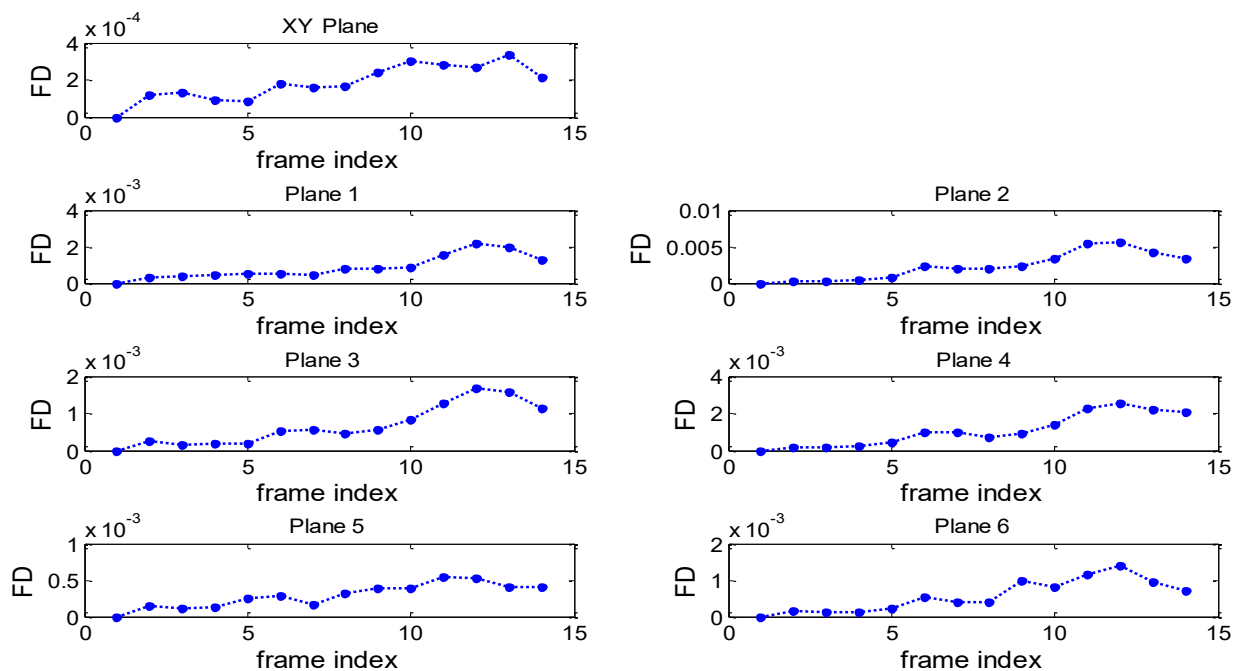 x 10^-4
XY Plane
4
2
0
FD
0 5 10 15
frame index
x 10^-3
Plane 1
4
2
0
FD
0 5 10 15
frame index
Plane 2
0.01
0.005
0
FD
0 5 10 15
frame index
x 10^-3
Plane 3
2
1
0
FD
0 5 10 15
frame index
x 10^-3
Plane 4
4
2
0
FD
0 5 10 15
frame index
x 10^-3
Plane 5
1
0.5
0
FD
0 5 10 15
frame index
x 10^-3
Plane 6
2
1
0
FD
0 5 10 15
frame index